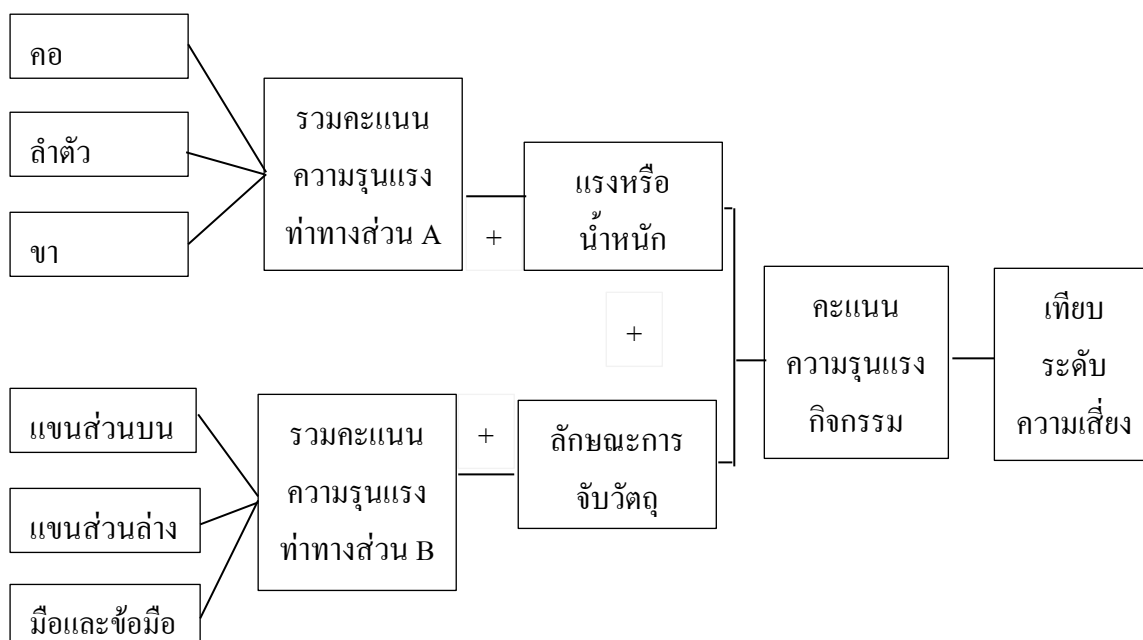 คอ
ลำตัว
ขา
รวมคะแนน
ความรุนแรง
ท่าทางส่วน A
+
แรงหรือ
น้ำหนัก
+
แขนส่วนบน
แขนส่วนล่าง
มือและข้อมือ
รวมคะแนน
ความรุนแรง
ท่าทางส่วน B
+
ลักษณะการ
จับวัตถุ
คะแนน
ความรุนแรง
กิจกรรม
เทียบ
ระดับ
ความเสี่ยง